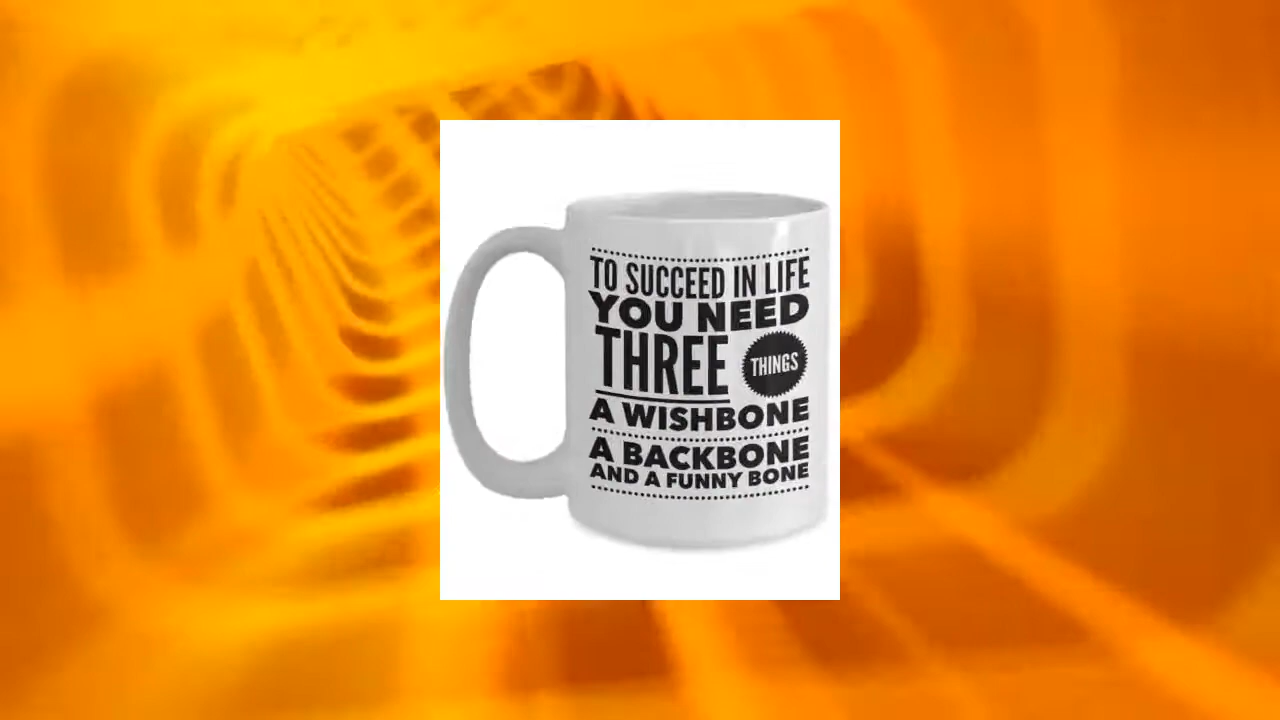 TO SUCCEED IN LIFE
YOU NEED
THREE THINGS
A WISHBONE
A BACKBONE
AND A FUNNY BONE